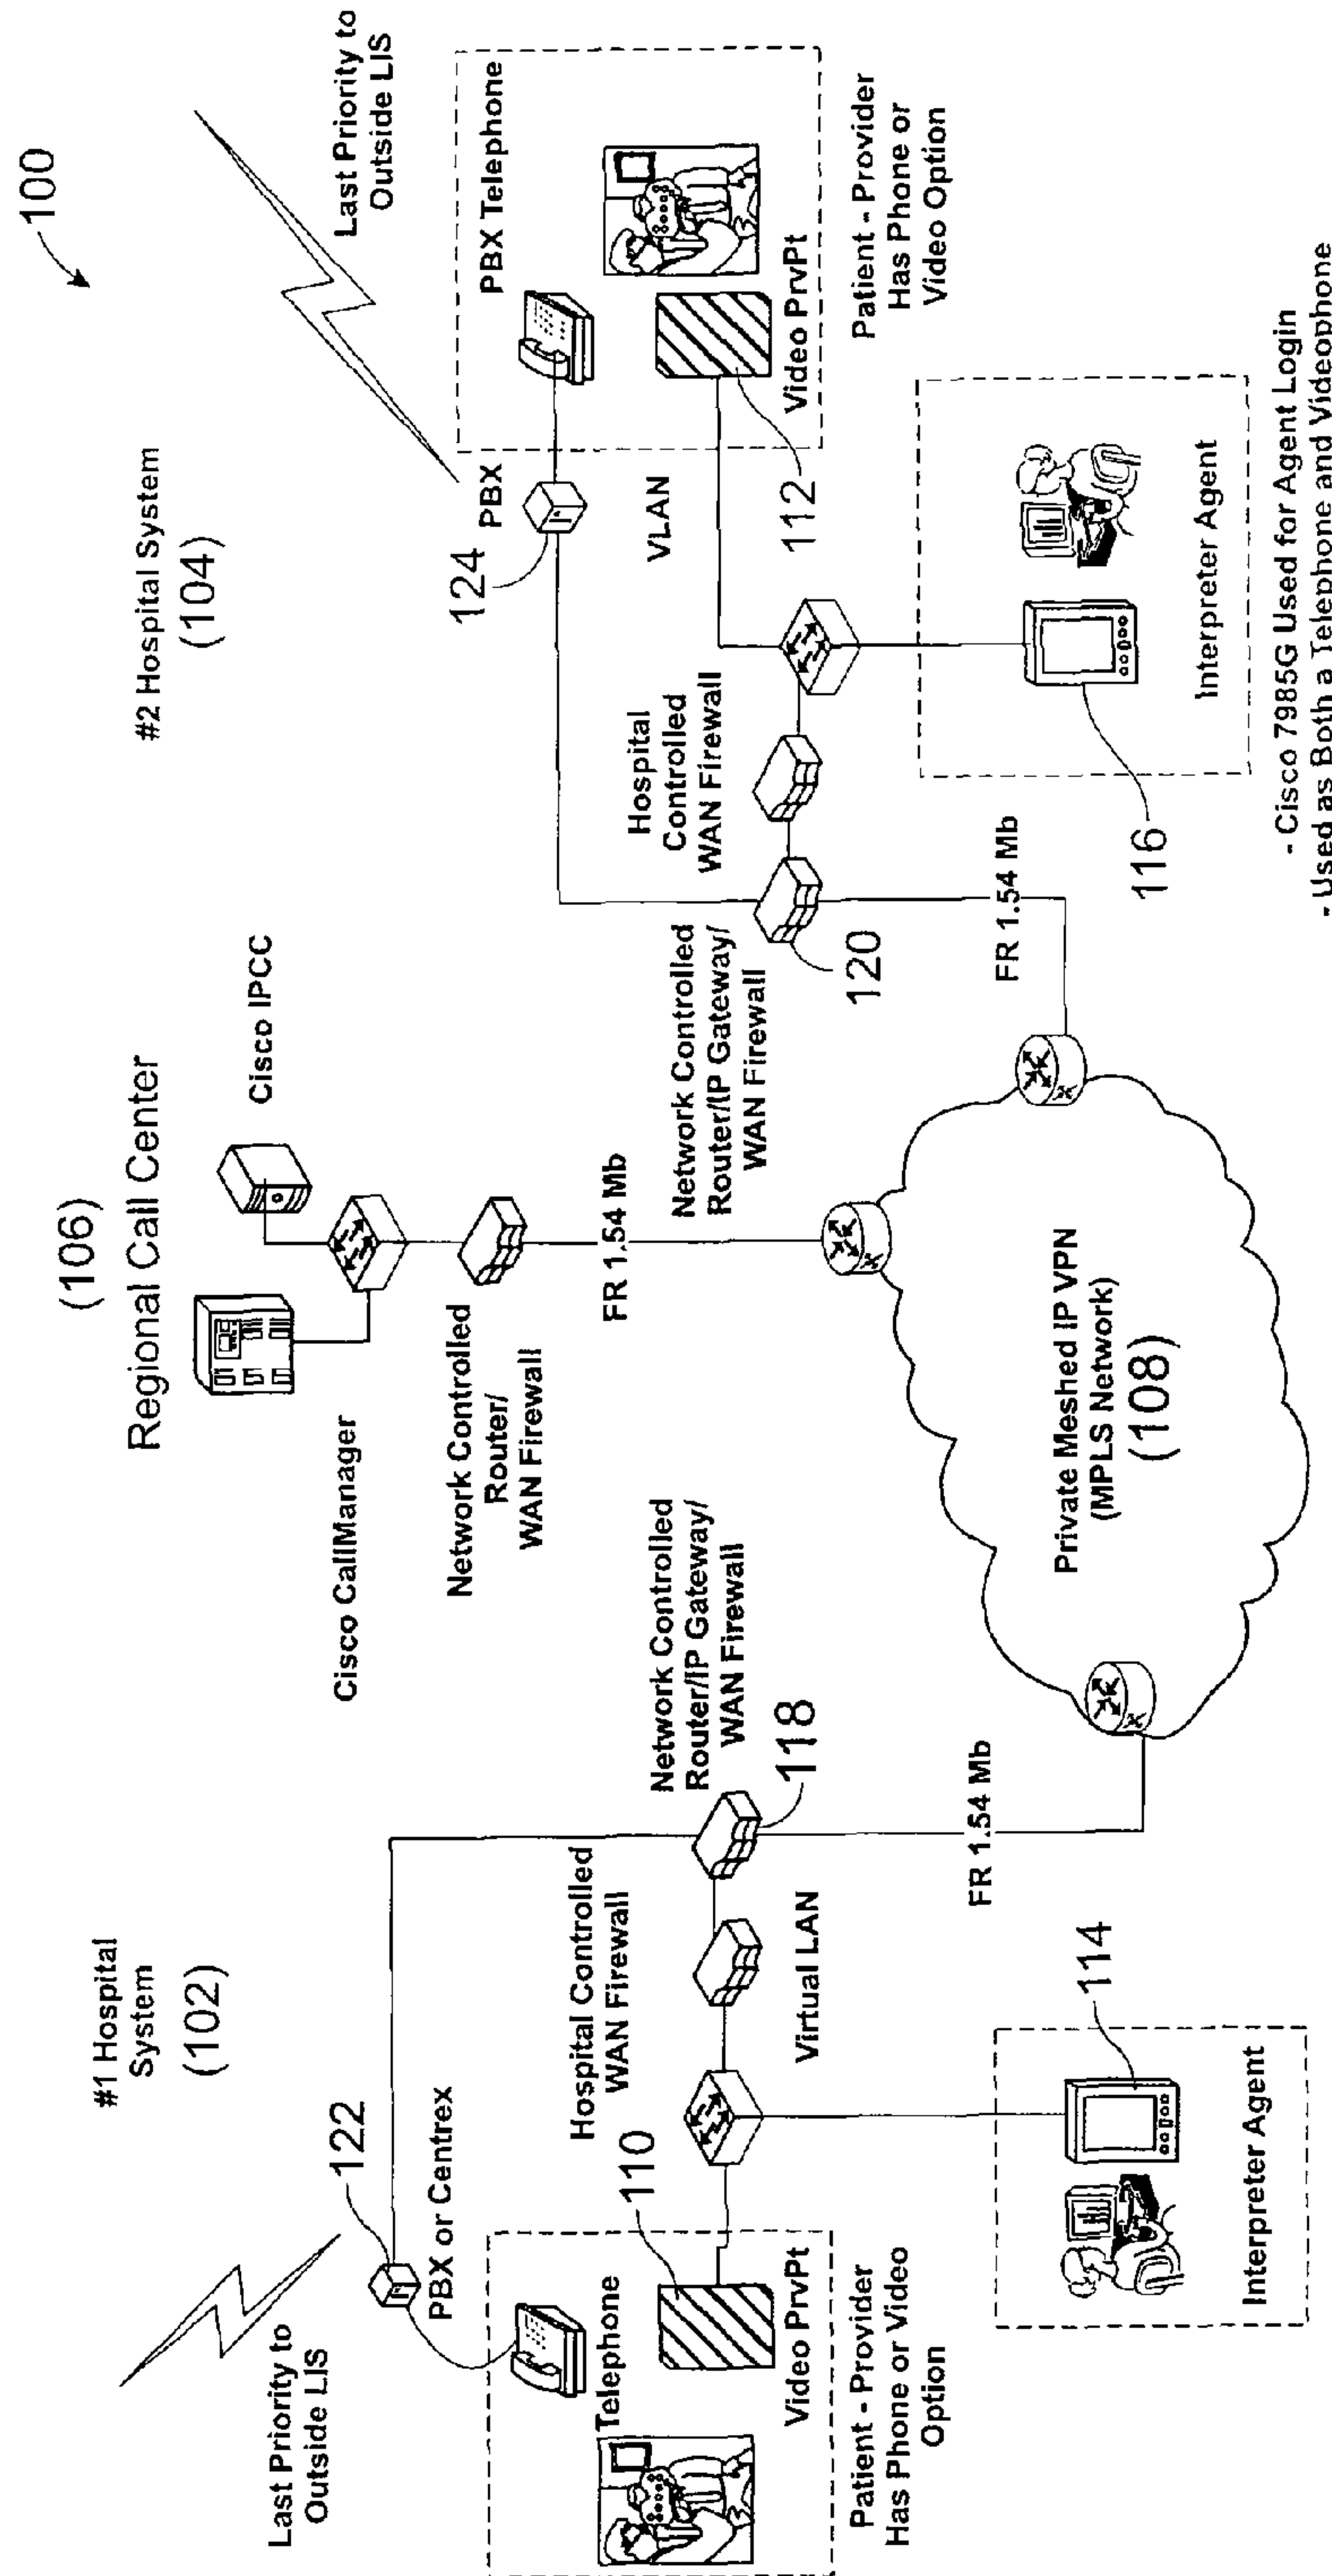 100
#1 Hospital
System
(102)
Last Priority to
Outside LIS
122
PBX or Centrex
Telephone
110
Video PrvPt
Patient - Provider
Has Phone or Video
Option
Hospital Controlled
WAN Firewall
Virtual LAN
114
Interpreter Agent
Network Controlled
Router/IP Gateway/
WAN Firewall
118
FR 1.54 Mb
(106)
Regional Call Center
Cisco CallManager
Cisco IPCC
Network Controlled
Router/
WAN Firewall
FR 1.54 Mb
Private Meshed IP VPN
(MPLS Network)
(108)
#2 Hospital System
(104)
Last Priority to
Outside LIS
124
PBX
PBX Telephone
VLAN
112
Video PrvPt
Patient - Provider
Has Phone or
Video Option
Hospital
Controlled
WAN Firewall
Network Controlled
Router/IP Gateway/
WAN Firewall
120
FR 1.54 Mb
116
Interpreter Agent
- Cisco 7985G Used for Agent Login
- Used as Both a Telephone and Videophone